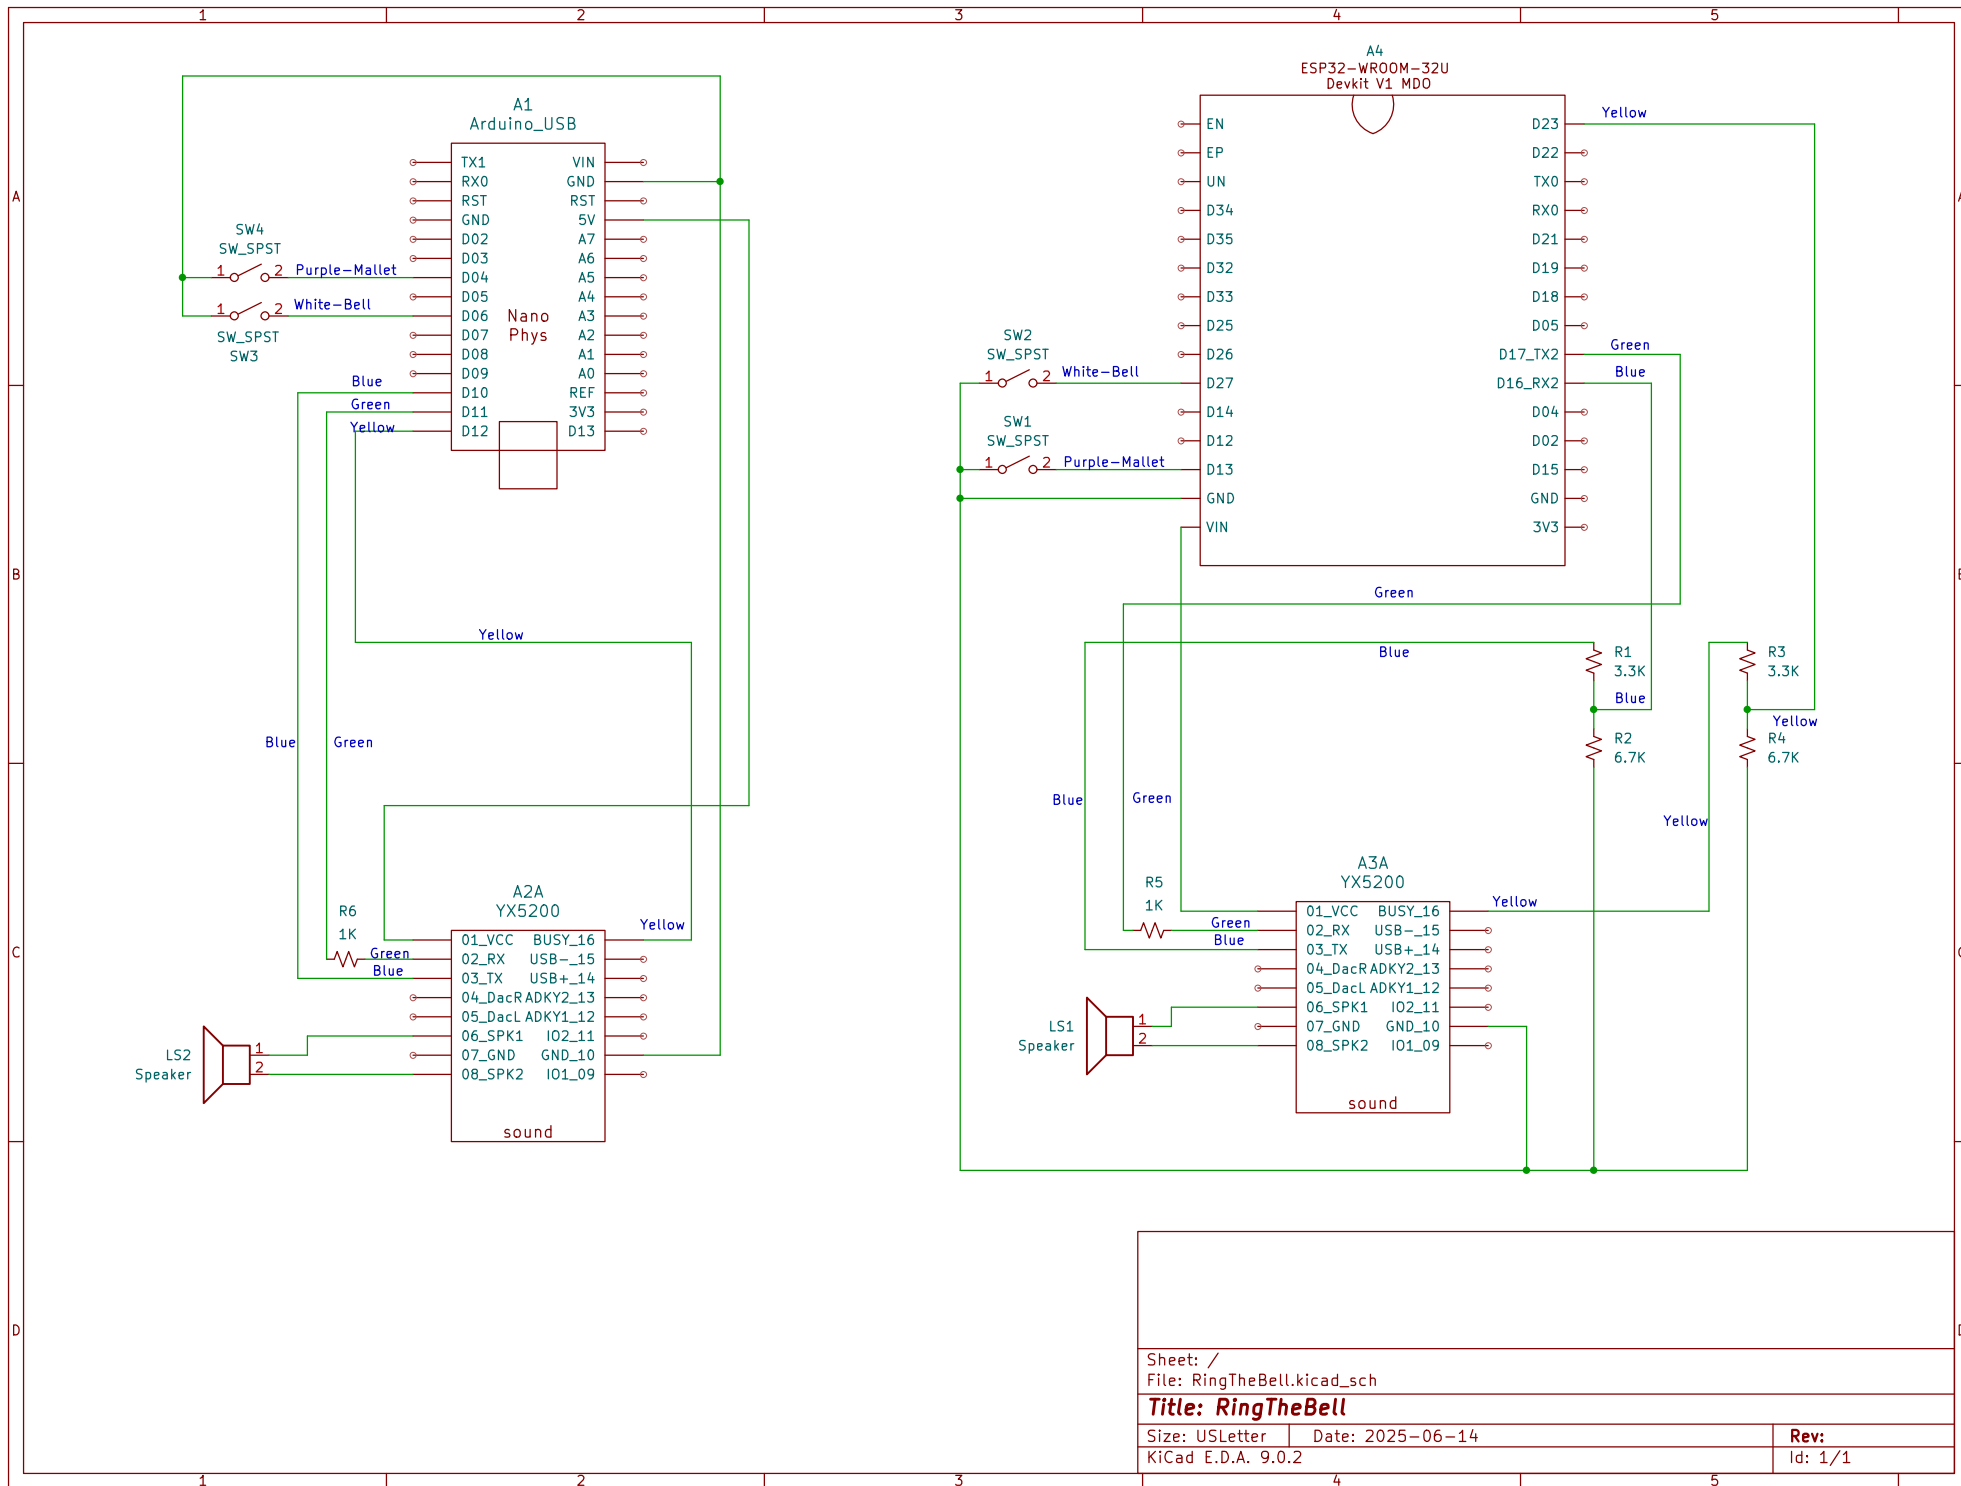 1 2 3 4 5
A
B
C
D
A1
Arduino_USB
TX1 VIN
RX0 GND
RST RST
GND 5V
D02 A7
D03 A6
D04 A5
D05 A4
D06 A3
D07 A2
D08 A1
D09 A0
D10 REF
D11 3V3
D12 D13
Nano
Phys
SW4
SW_SPST
1 2 Purple-Mallet
1 2 White-Bell
SW_SPST
SW3
Blue
Green
Yellow
Yellow
Blue Green
A2A
YX5200
R6
1K
Yellow
Green
Blue
01_VCC BUSY_16
02_RX USB-_15
03_TX USB+_14
04_DacR ADKY2_13
05_DacL ADKY1_12
06_SPK1 IO2_11
07_GND GND_10
08_SPK2 IO1_09
sound
LS2
Speaker
1
2
A4
ESP32-WROOM-32U
Devkit V1 MDO
EN D23
EP D22
UN TX0
D34 RX0
D35 D21
D32 D19
D33 D18
D25 D05
D26 D17_TX2
D27 D16_RX2
D14 D04
D12 D02
D13 D15
GND GND
VIN 3V3
Yellow
Green
Blue
SW2
SW_SPST
1 2 White-Bell
SW1
SW_SPST
1 2 Purple-Mallet
Green
Blue
R1
3.3K
Blue
R2
6.7K
R3
3.3K
Yellow
R4
6.7K
Blue Green
Yellow
A3A
YX5200
R5
1K
Green
Blue
Yellow
01_VCC BUSY_16
02_RX USB-_15
03_TX USB+_14
04_DacR ADKY2_13
05_DacL ADKY1_12
06_SPK1 IO2_11
07_GND GND_10
08_SPK2 IO1_09
sound
LS1
Speaker
1
2
Sheet: /
File: RingTheBell.kicad_sch
Title: RingTheBell
Size: USLetter Date: 2025-06-14 Rev:
KiCad E.D.A. 9.0.2 Id: 1/1
1 2 3 4 5